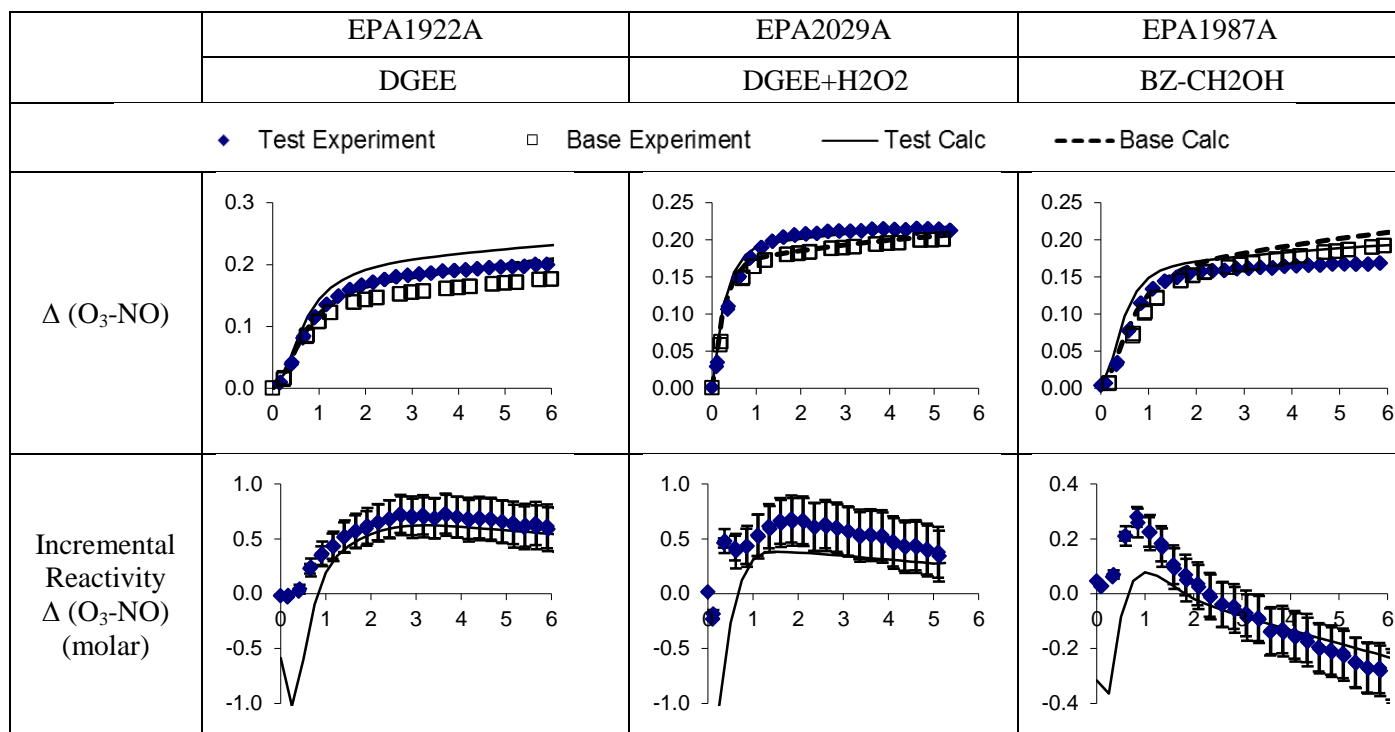 EPA1922A EPA2029A EPA1987A
DGEE DGEE+H2O2 BZ-CH2OH
Test Experiment Base Experiment Test Calc Base Calc
Δ (O₃-NO)
0.3
0.2
0.1
0.0
0 1 2 3 4 5 6
0.25
0.20
0.15
0.10
0.05
0.00
0 1 2 3 4 5 6
0.25
0.20
0.15
0.10
0.05
0.00
0 1 2 3 4 5 6
Incremental
Reactivity
Δ (O₃-NO)
(molar)
1.0
0.5
0.0
-0.5
-1.0
0 1 2 3 4 5 6
1.0
0.5
0.0
-0.5
-1.0
0 1 2 3 4 5 6
0.4
0.2
0.0
-0.2
-0.4
0 1 2 3 4 5 6